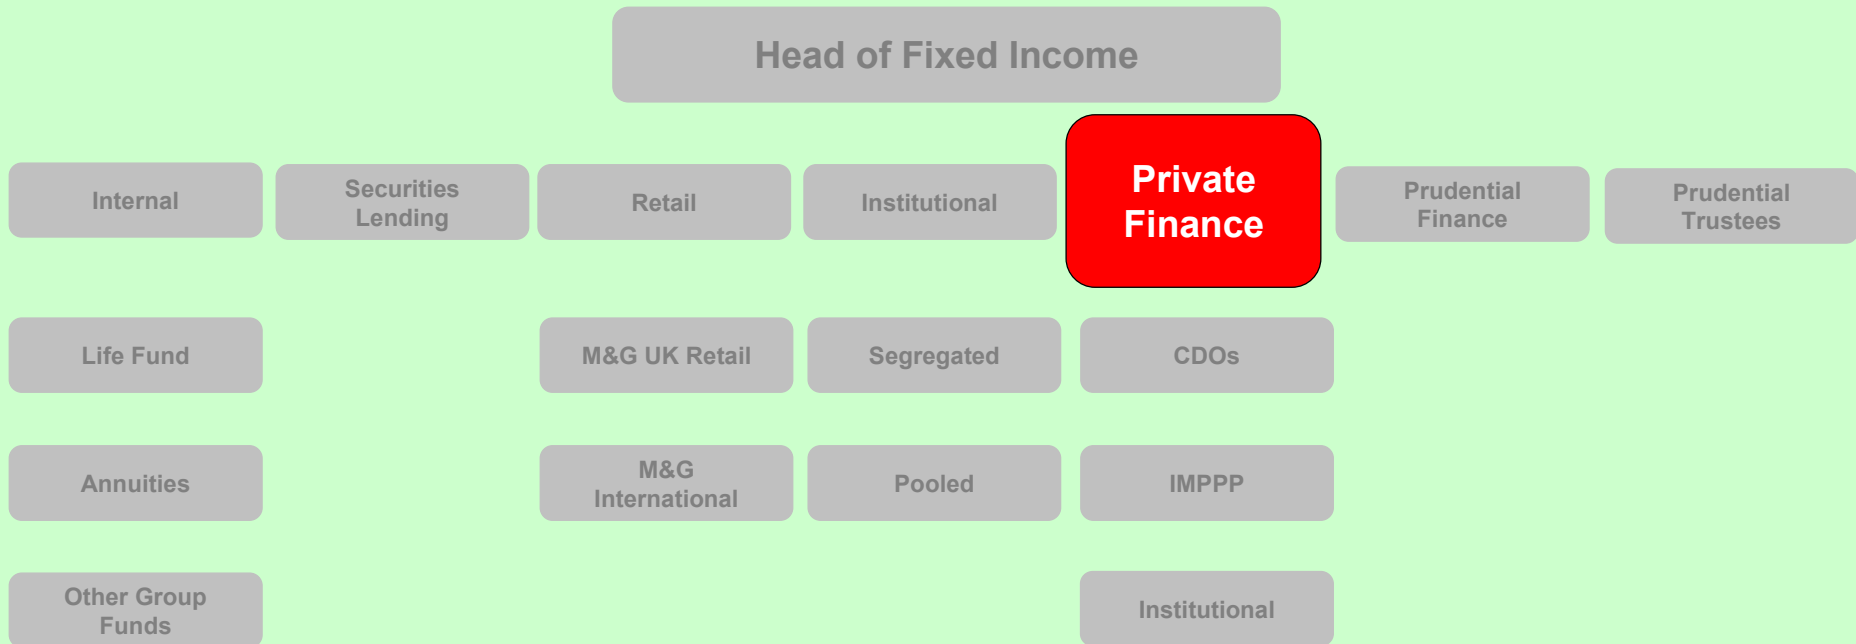 Head of Fixed Income
Internal
Securities
Lending
Retail
Institutional
Private
Finance
Prudential
Finance
Prudential
Trustees
Life Fund
M&G UK Retail
Segregated
CDOs
Annuities
M&G
International
Pooled
IMPPP
Other Group
Funds
Institutional